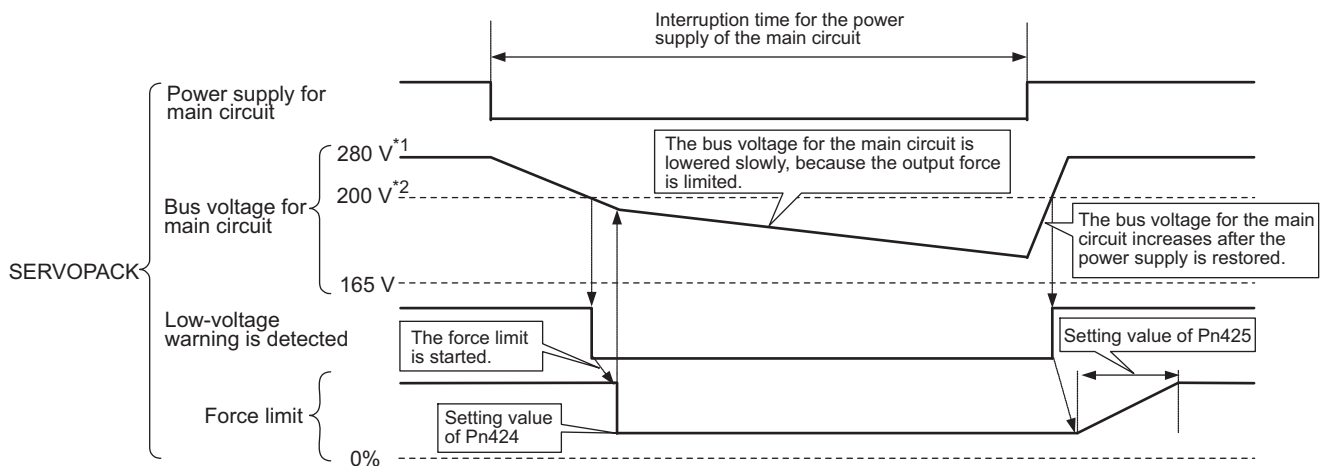 Interruption time for the power
supply of the main circuit
Power supply for
main circuit
280 V*1
The bus voltage for the main circuit is
lowered slowly, because the output force
is limited.
200 V*2
Bus voltage for
main circuit
The bus voltage for the main
circuit increases after the
power supply is restored.
SERVOPACK
165 V
Low-voltage
warning is detected
The force limit
is started.
Setting value of Pn425
Force limit
Setting value
of Pn424
0%